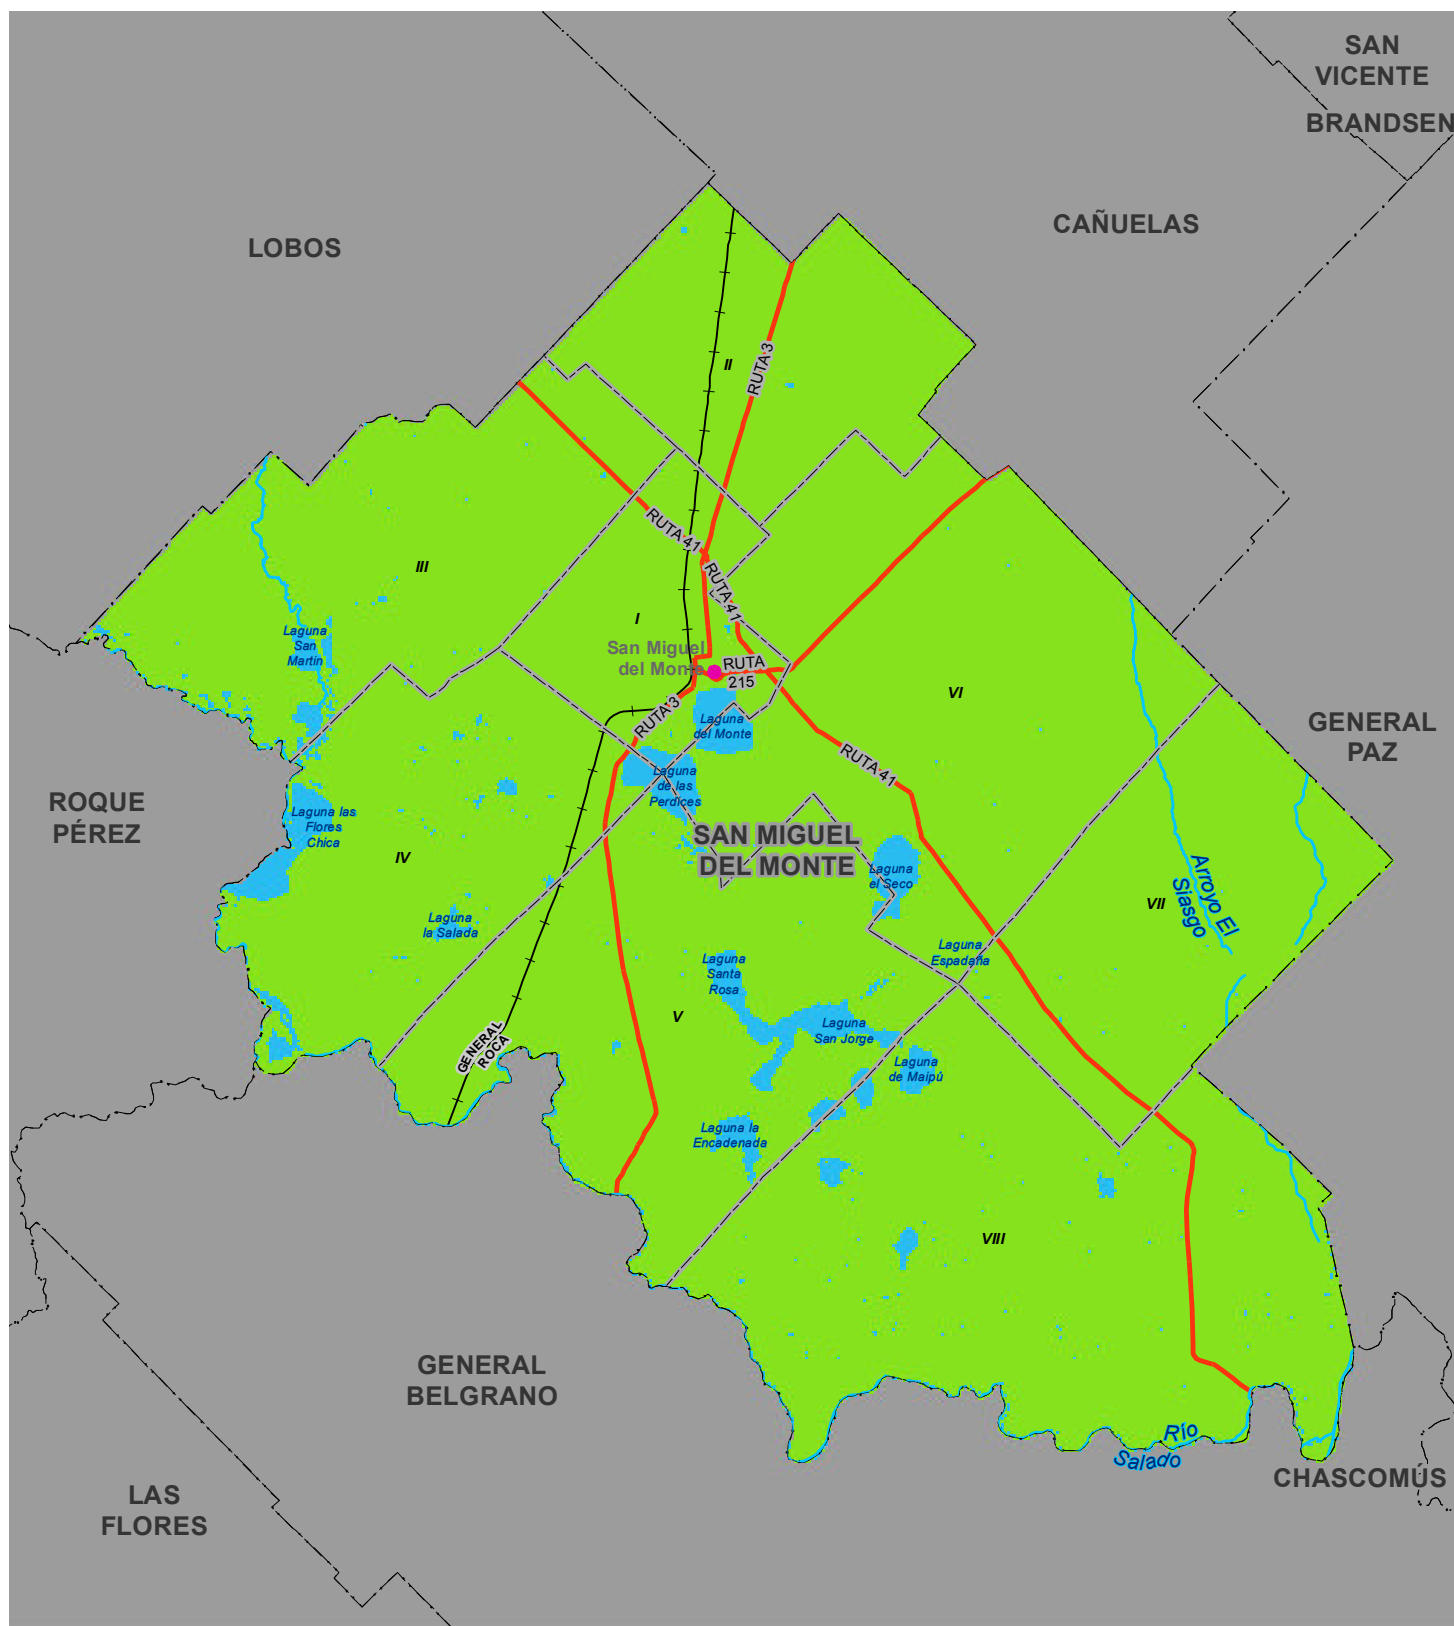 SAN
VICENTE
BRANDSEN
CAÑUELAS
LOBOS
RUTA 3
II
RUTA 41
III
RUTA 41
I
Laguna
San
Martín
San Miguel
del Monte
RUTA
215
VI
RUTA 3
Laguna
del Monte
GENERAL
PAZ
RUTA 41
Laguna
de las
Perdices
ROQUE
PÉREZ
Laguna las
Flores
Chica
SAN MIGUEL
DEL MONTE
IV
Laguna
el Seco
Arroyo El
Siasgo
VII
Laguna
la Salada
Laguna
Espadaña
Laguna
Santa
Rosa
V
Laguna
San Jorge
GENERAL
ROCA
Laguna
de Maipú
Laguna la
Encadenada
VIII
GENERAL
BELGRANO
Río
Salado
CHASCOMÚS
LAS
FLORES